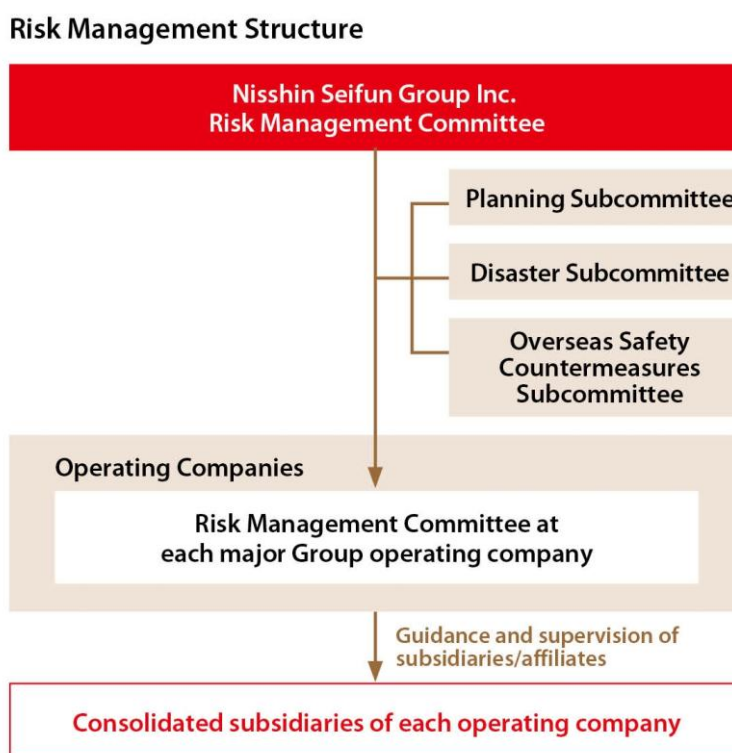 Risk Management Structure
Nisshin Seifun Group Inc.
Risk Management Committee
Planning Subcommittee
Disaster Subcommittee
Overseas Safety
Countermeasures
Subcommittee
Operating Companies
Risk Management Committee at
each major Group operating company
Guidance and supervision of
subsidiaries/affiliates
Consolidated subsidiaries of each operating company